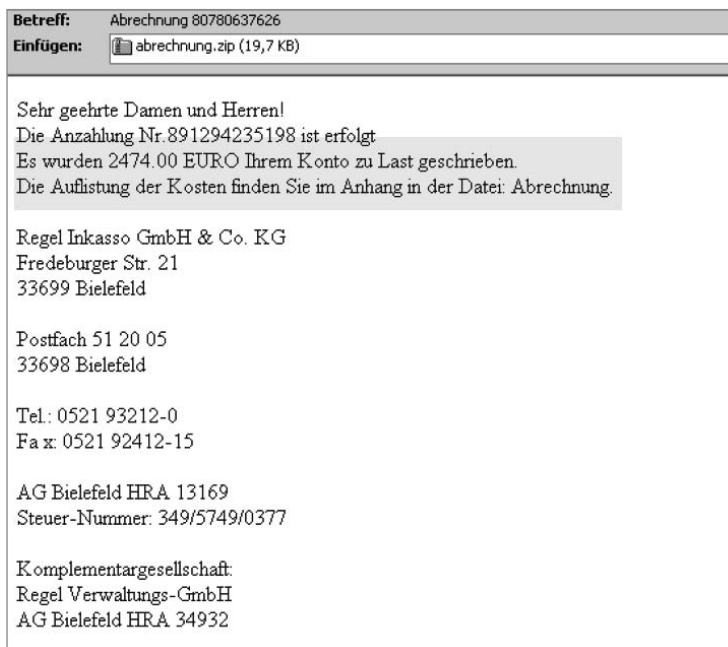 Betreff: Abrechnung 80780637626
Einfügen: abrechnung.zip (19,7 KB)
Sehr geehrte Damen und Herren!
Die Anzahlung Nr.891294235198 ist erfolgt
Es wurden 2474.00 EURO Ihrem Konto zu Last geschrieben.
Die Auflistung der Kosten finden Sie im Anhang in der Datei: Abrechnung.
Regel Inkasso GmbH & Co. KG
Fredeburger Str. 21
33699 Bielefeld
Postfach 51 20 05
33698 Bielefeld
Tel.: 0521 93212-0
Fa x: 0521 92412-15
AG Bielefeld HRA 13169
Steuer-Nummer: 349/5749/0377
Komplementargesellschaft:
Regel Verwaltungs-GmbH
AG Bielefeld HRA 34932